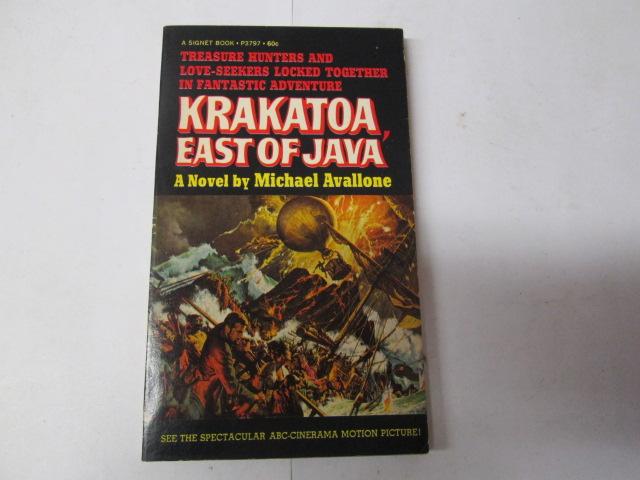 A SIGNET BOOK • P3797 • 60c
TREASURE HUNTERS AND
LOVE-SEEKERS LOCKED TOGETHER
IN FANTASTIC ADVENTURE
KRAKATOA,
EAST OF JAVA
A Novel by Michael Avallone
SEE THE SPECTACULAR ABC-CINERAMA MOTION PICTURE!